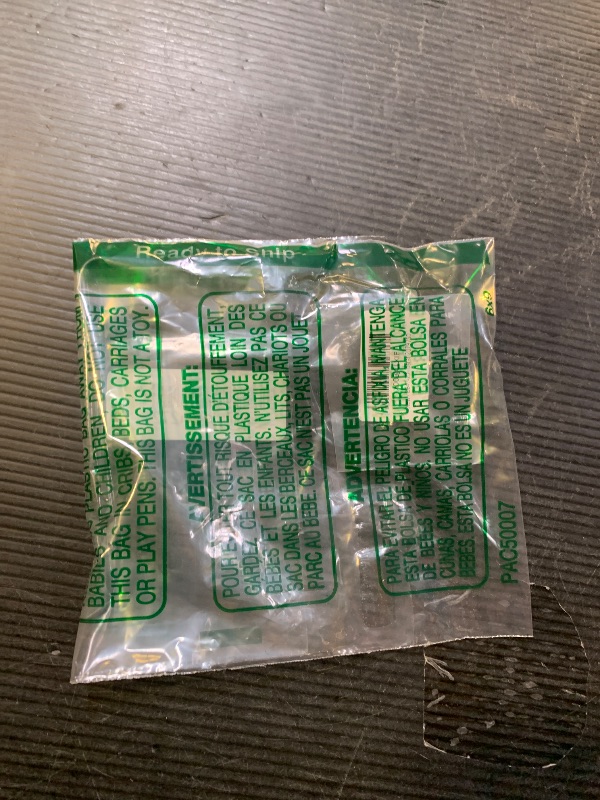 Ready to Ship
BABIES AND CHILDREN. DO NOT USE
THIS BAG IN CRIBS, BEDS, CARRIAGES
OR PLAY PENS. THIS BAG IS NOT A TOY.
AVERTISSEMENT:
POUR ÉVITER TOUT RISQUE D'ÉTOUFFEMENT,
GARDEZ CE SAC EN PLASTIQUE LOIN DES
BÉBÉS ET LES ENFANTS. N'UTILISEZ PAS CE
SAC DANS LES BERCEAUX, LITS, CHARIOTS OU
PARC AU BÉBÉ. CE SAC N'EST PAS UN JOUET.
ADVERTENCIA:
PARA EVITAR EL PELIGRO DE ASFIXIA, MANTENGA
ESTA BOLSA DE PLASTICO FUERA DEL ALCANCE
DE BEBES Y NIÑOS. NO USAR ESTA BOLSA EN
CUNAS, CAMAS, CARRIOLAS O CORRALES PARA
BEBES. ESTA BOLSA NO ES UN JUGUETE
PAC50007
6x9